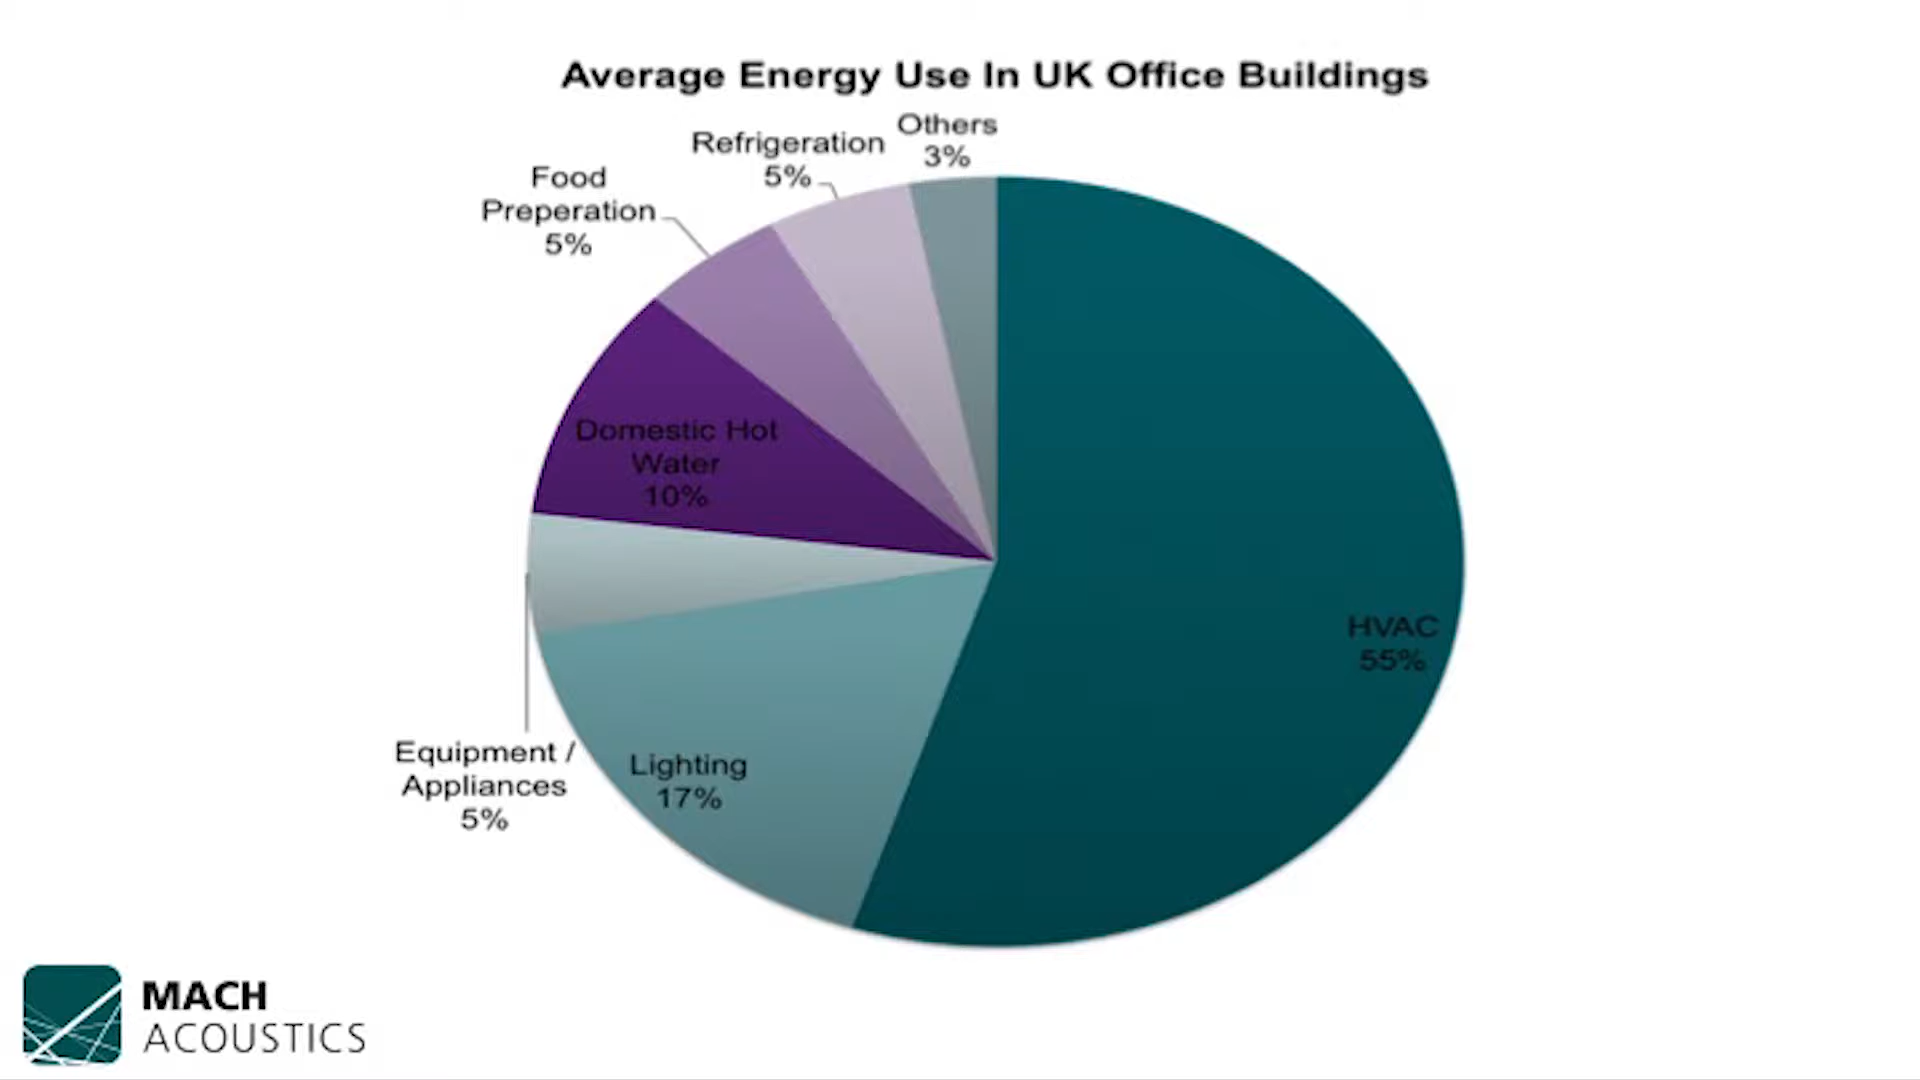 Average Energy Use In UK Office Buildings
Others
3%
Refrigeration
5%
Food
Preperation
5%
Domestic Hot
Water
10%
HVAC
55%
Equipment /
Appliances
5%
Lighting
17%
MACH
ACOUSTICS